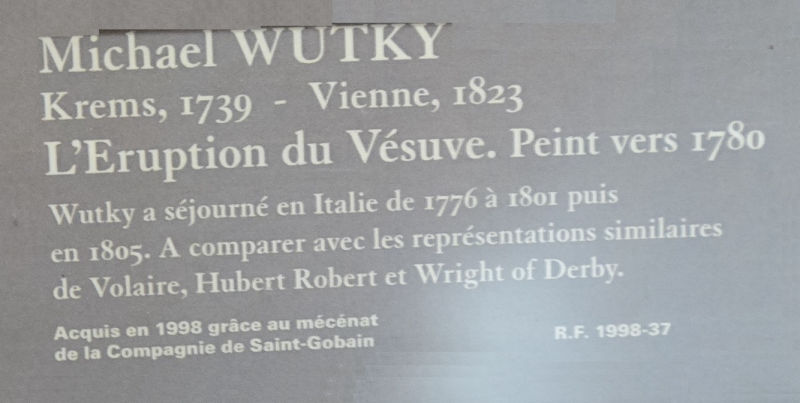 Michael WUTKY
Krems, 1739 - Vienne, 1823
L'Eruption du Vésuve. Peint vers 1780
Wutky a séjourné en Italie de 1776 à 1801 puis
en 1805. A comparer avec les représentations similaires
de Volaire, Hubert Robert et Wright of Derby.
Acquis en 1998 grâce au mécénat
de la Compagnie de Saint-Gobain
R.F. 1998-37